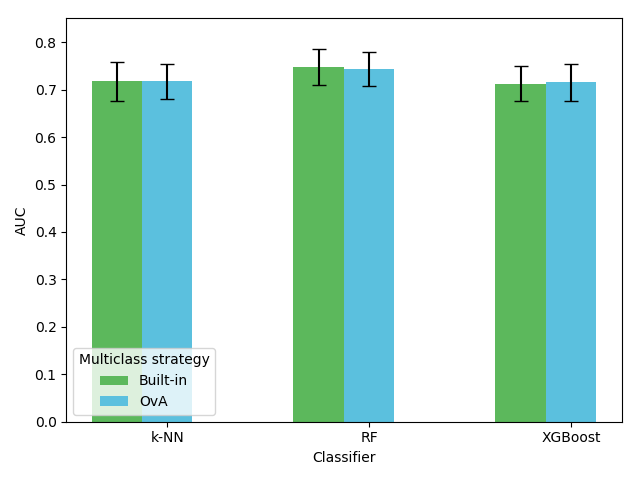 0.8
0.7
0.6
0.5
0.4
0.3
0.2
0.1
0.0
AUC
Multiclass strategy
Built-in
OvA
k-NN
RF
XGBoost
Classifier